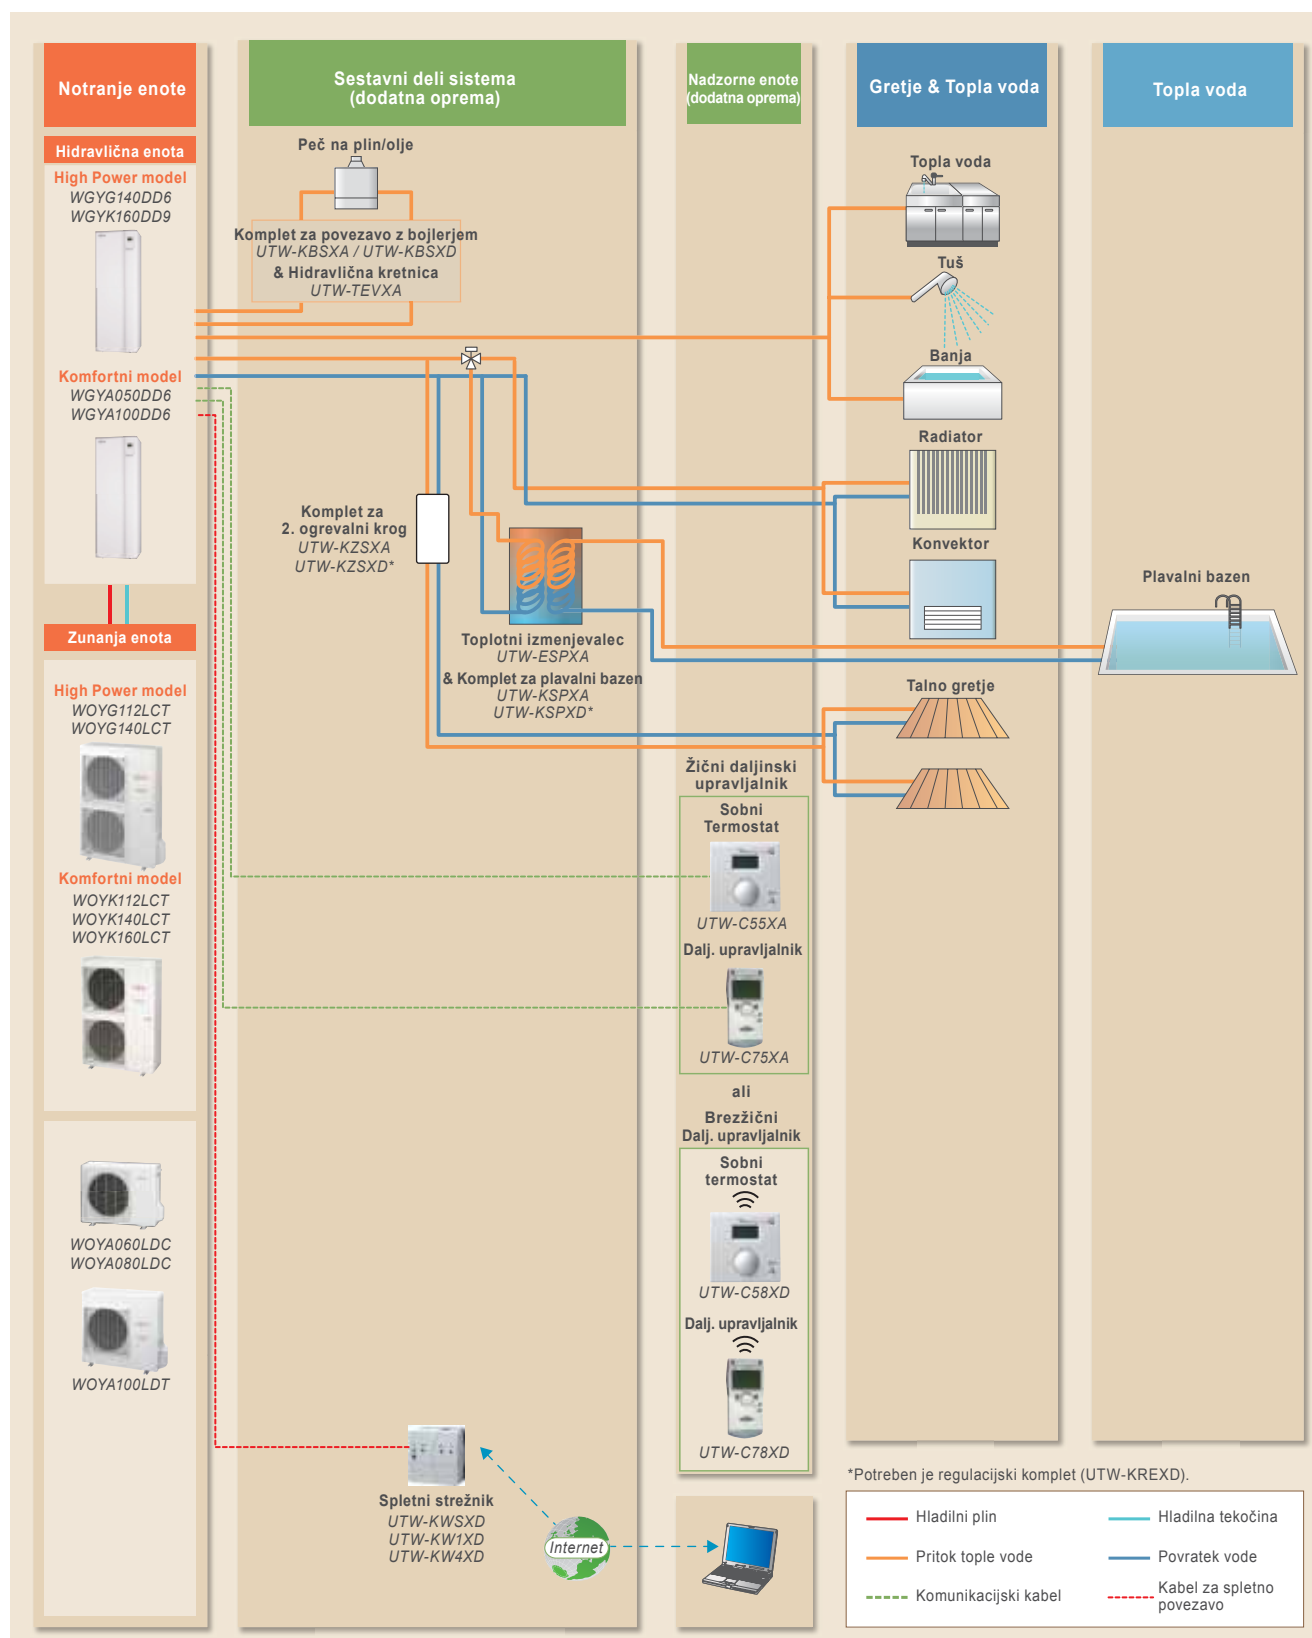 Notranje enote
Hidravlična enota
High Power model
WGYG140DD6
WGYK160DD9
Komfortni model
WGYA050DD6
WGYA100DD6
Zunanja enota
High Power model
WOYG112LCT
WOYG140LCT
Komfortni model
WOYK112LCT
WOYK140LCT
WOYK160LCT
WOYA060LDC
WOYA080LDC
WOYA100LDT
Sestavni deli sistema
(dodatna oprema)
Peč na plin/olje
Komplet za povezavo z bojlerjem
UTW-KBSXA / UTW-KBSXD
& Hidravlična kretnica
UTW-TEVXA
Komplet za
2. ogrevalni krog
UTW-KZSXA
UTW-KZSXD*
Toplotni izmenjevalec
UTW-ESPXA
& Komplet za plavalni bazen
UTW-KSPXA
UTW-KSPXD*
Spletni strežnik
UTW-KWSXD
UTW-KW1XD
UTW-KW4XD
Internet
Nadzorne enote
(dodatna oprema)
Žični daljinski
upravljalnik
Sobni
Termostat
UTW-C55XA
Dalj. upravljalnik
UTW-C75XA
ali
Brezžični
Dalj. upravljalnik
Sobni
termostat
UTW-C58XD
Dalj. upravljalnik
UTW-C78XD
Gretje & Topla voda
Topla voda
Tuš
Banja
Radiator
Konvektor
Talno gretje
Topla voda
Plavalni bazen
*Potreben je regulacijski komplet (UTW-KREXD).
Hladilni plin
Hladilna tekočina
Pritok tople vode
Povratek vode
Komunikacijski kabel
Kabel za spletno
povezavo